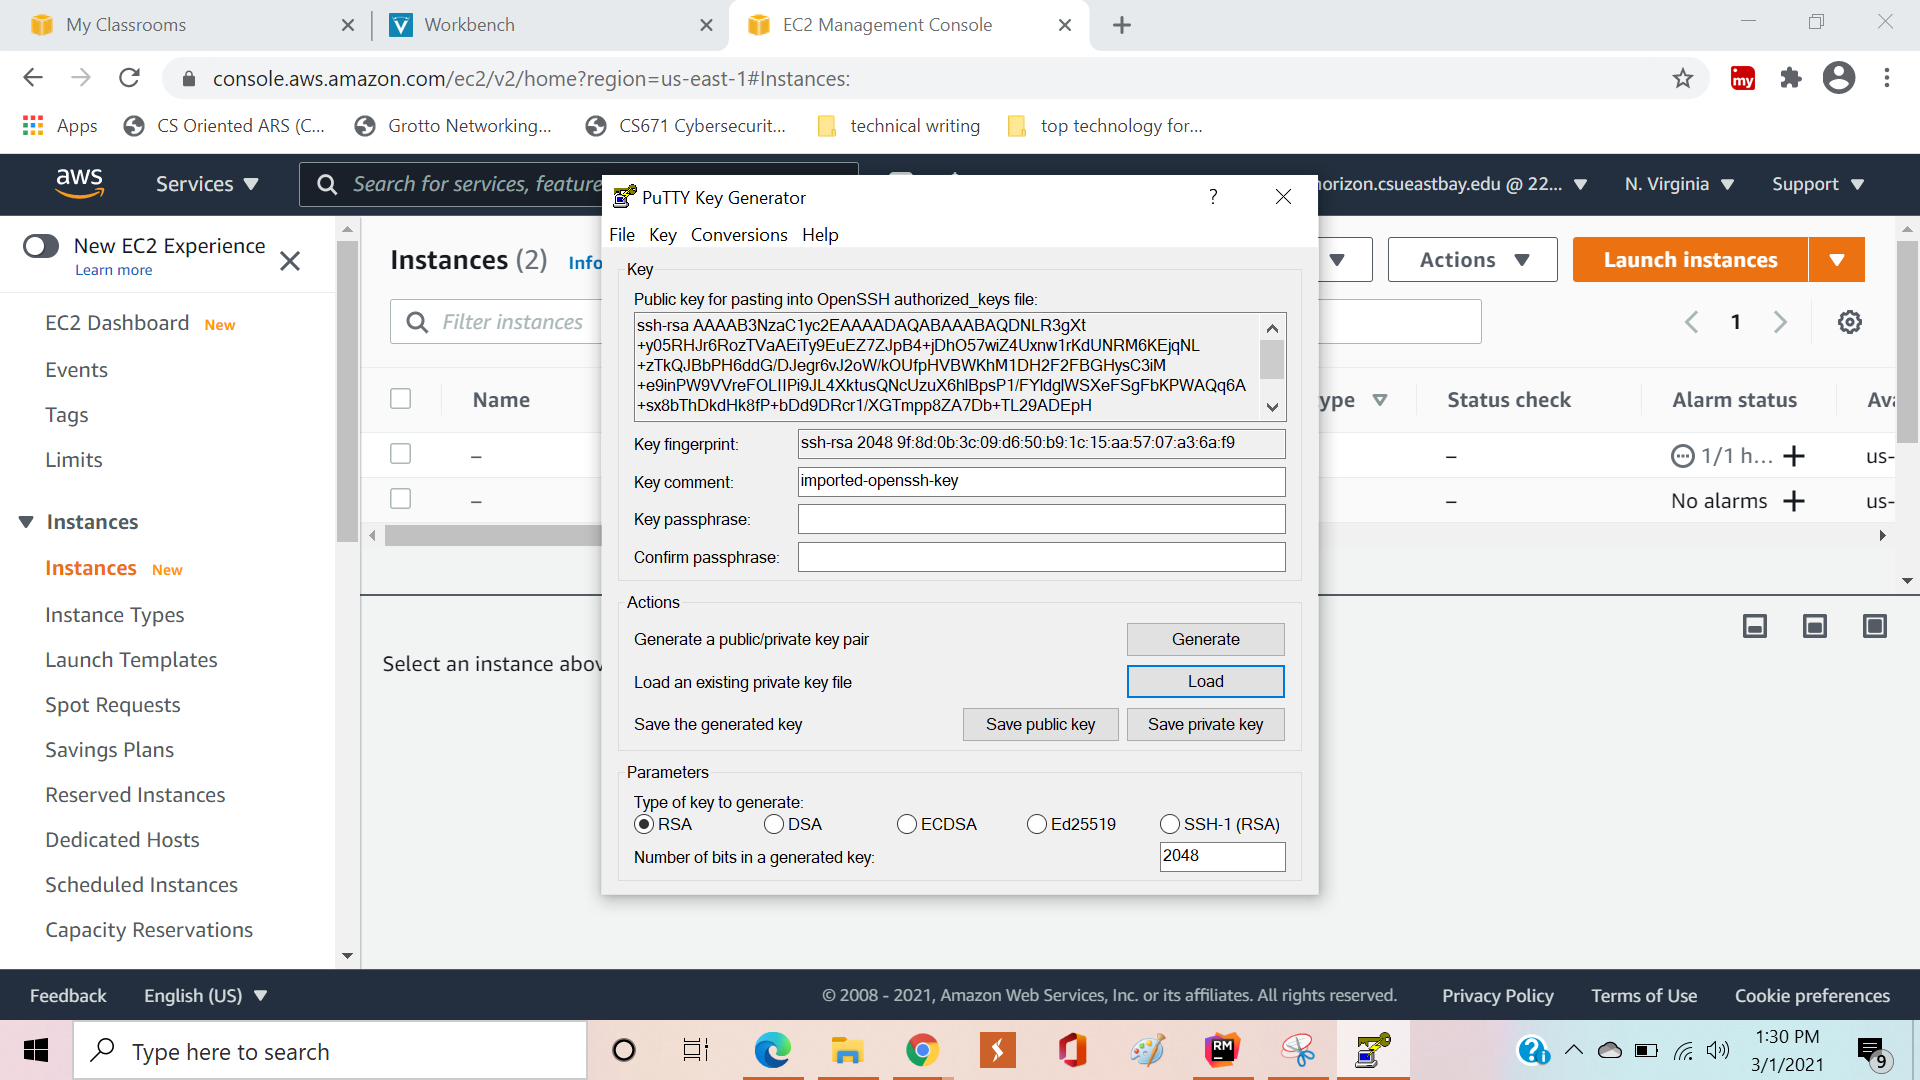 My Classrooms
Workbench
EC2 Management Console
console.aws.amazon.com/ec2/v2/home?region=us-east-1#Instances:
my
Apps
CS Oriented ARS (C...
Grotto Networking...
CS671 Cybersecurit...
technical writing
top technology for...
aws
Services
Search for services, feature
horizon.csueastbay.edu @ 22...
N. Virginia
Support
New EC2 Experience
Learn more
EC2 Dashboard New
Events
Tags
Limits
Instances
Instances New
Instance Types
Launch Templates
Spot Requests
Savings Plans
Reserved Instances
Dedicated Hosts
Scheduled Instances
Capacity Reservations
Instances (2) Info
Actions
Launch instances
Filter instances
1
Name
ype
Status check
Alarm status
Ava
–
–
1/1 h...
us-
–
–
No alarms
us-
Select an instance abov
PuTTY Key Generator
?
File Key Conversions Help
Key
Public key for pasting into OpenSSH authorized_keys file:
ssh-rsa AAAAB3NzaC1yc2EAAAADAQABAAABAQDNLR3gXt
+y05RHJr6RozTVaAEiTy9EuEZ7ZJpB4+jDhO57wiZ4Uxnw1rKdUNRM6KEjqNL
+zTkQJBbPH6ddG/DJegr6vJ2oW/kOUfpHVBWKhM1DH2F2FBGHysC3iM
+e9inPW9VVreFOLIIPi9JL4XktusQNcUzuX6hlBpsP1/FYldglWSXeFSgFbKPWAQq6A
+sx8bThDkdHk8fP+bDd9DRcr1/XGTmpp8ZA7Db+TL29ADEpH
Key fingerprint:
ssh-rsa 2048 9f:8d:0b:3c:09:d6:50:b9:1c:15:aa:57:07:a3:6a:f9
Key comment:
imported-openssh-key
Key passphrase:
Confirm passphrase:
Actions
Generate a public/private key pair
Generate
Load an existing private key file
Load
Save the generated key
Save public key
Save private key
Parameters
Type of key to generate:
RSA
DSA
ECDSA
Ed25519
SSH-1 (RSA)
Number of bits in a generated key:
2048
Feedback
English (US)
© 2008 - 2021, Amazon Web Services, Inc. or its affiliates. All rights reserved.
Privacy Policy
Terms of Use
Cookie preferences
Type here to search
RM
1:30 PM
3/1/2021
9